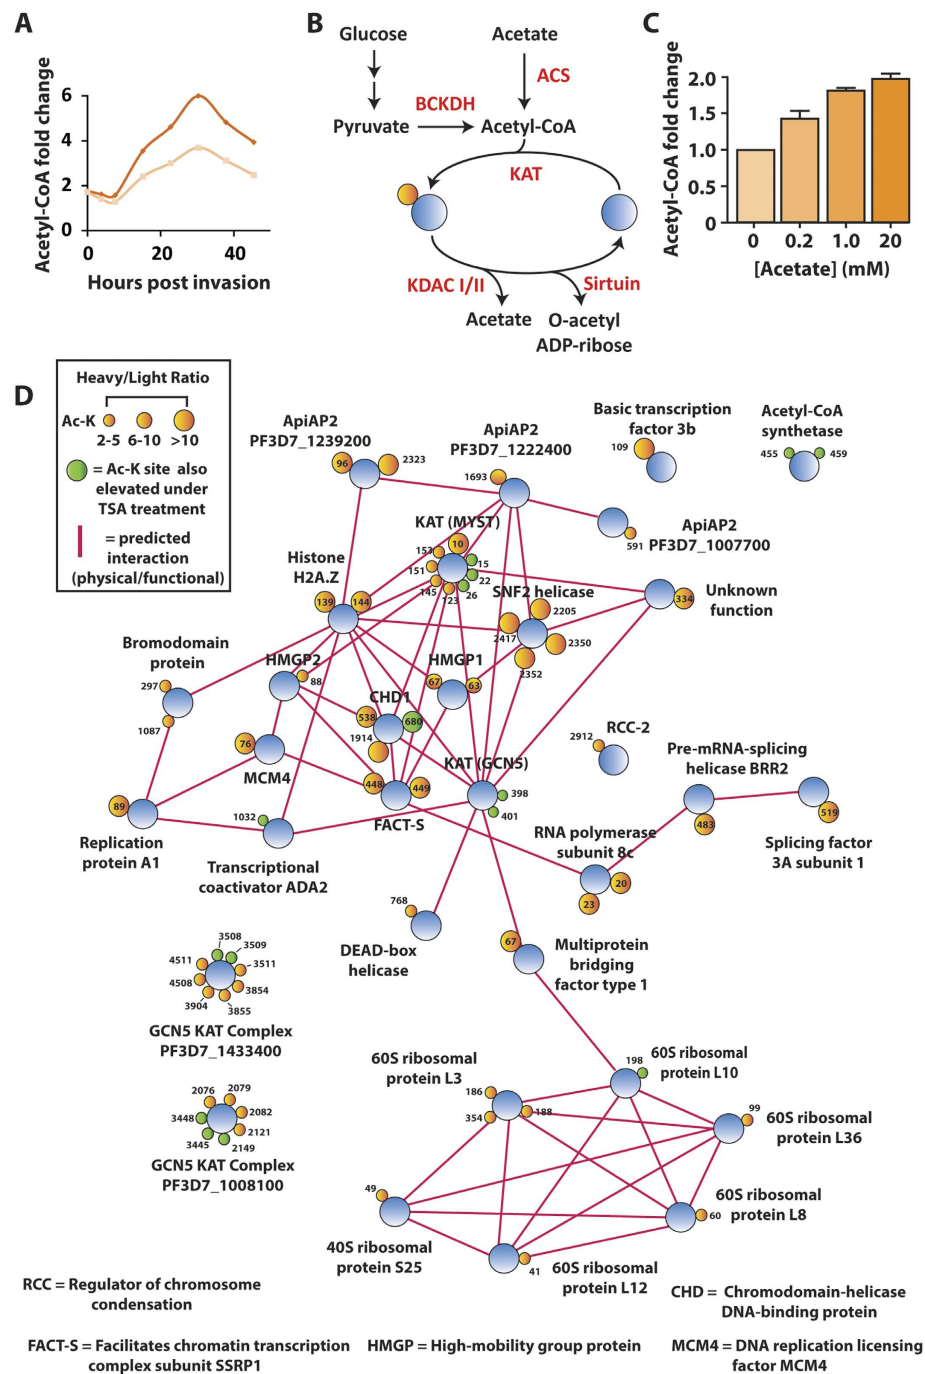 A
Acetyl-CoA fold change
6
4
2
0
0
20
40
Hours post invasion
B
Glucose
Acetate
ACS
BCKDH
Pyruvate
Acetyl-CoA
KAT
KDAC I/II
Sirtuin
Acetate
O-acetyl
ADP-ribose
C
Acetyl-CoA fold change
2.0
1.5
1.0
0.5
0
0
0.2
1.0
20
[Acetate] (mM)
D
Heavy/Light Ratio
Ac-K
2-5
6-10
>10
= Ac-K site also
elevated under
TSA treatment
= predicted
interaction
(physical/functional)
ApiAP2
PF3D7_1239200
96
2323
ApiAP2
PF3D7_1222400
1693
Basic transcription
factor 3b
109
Acetyl-CoA
synthetase
455
459
ApiAP2
PF3D7_1007700
591
KAT (MYST)
10
153
151
145
123
15
22
26
Histone
H2A.Z
139
144
SNF2 helicase
2205
2417
2350
2352
Unknown
function
334
Bromodomain
protein
297
1087
HMGP2
88
HMGP1
67
63
CHD1
538
680
1914
RCC-2
2912
MCM4
76
KAT (GCN5)
398
401
FACT-S
448
449
Pre-mRNA-splicing
helicase BRR2
483
Splicing factor
3A subunit 1
519
Replication
protein A1
89
Transcriptional
coactivator ADA2
1032
RNA polymerase
subunit 8c
20
23
DEAD-box
helicase
768
Multiprotein
bridging
factor type 1
67
3508
3509
4511
3511
4508
3854
3904
3855
GCN5 KAT Complex
PF3D7_1433400
2076
2079
2082
3448
2121
3445
2149
GCN5 KAT Complex
PF3D7_1008100
60S ribosomal
protein L3
186
354
188
60S ribosomal
protein L10
198
60S ribosomal
protein L36
99
60S ribosomal
protein L8
60
40S ribosomal
protein S25
49
60S ribosomal
protein L12
41
RCC = Regulator of chromosome
condensation
CHD = Chromodomain-helicase
DNA-binding protein
FACT-S = Facilitates chromatin transcription
complex subunit SSRP1
HMGP = High-mobility group protein
MCM4 = DNA replication licensing
factor MCM4